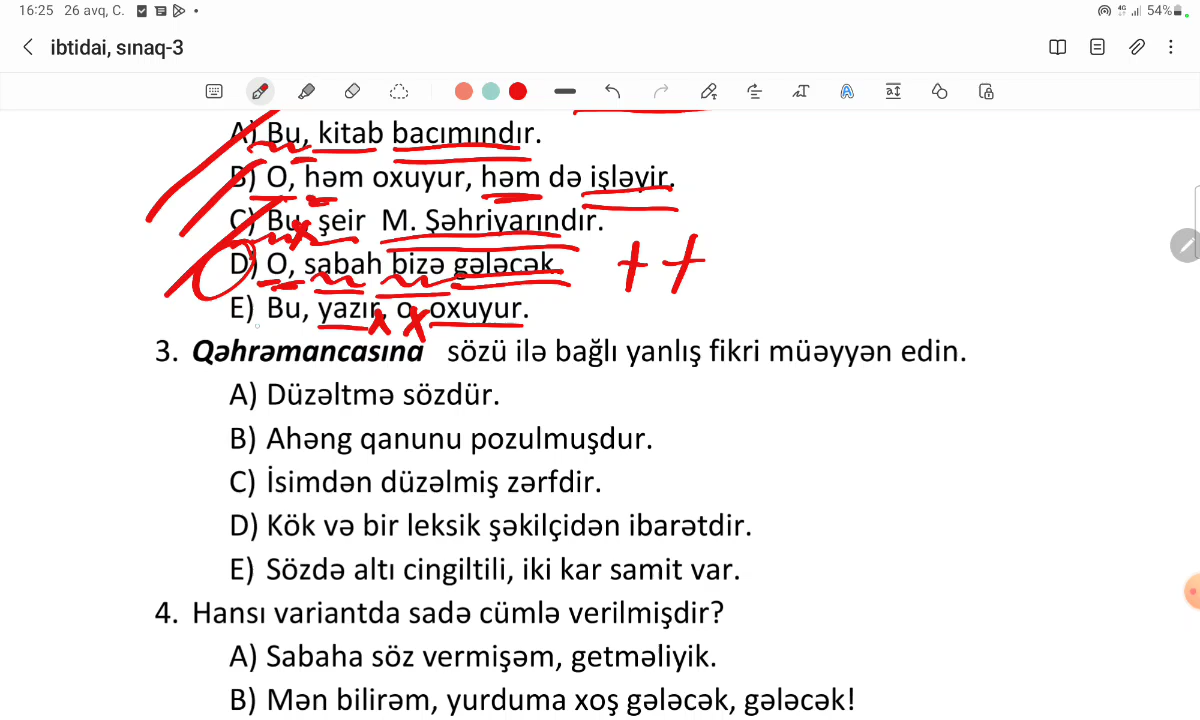 16:25 26 avq, C. 4G 54%
ibtidai, sınaq-3
A) Bu, kitab bacımındır.
B) O, həm oxuyur, həm də işləyir.
C) Bu, şeir M. Şəhriyarındır.
D) O, sabah bizə gələcək.
E) Bu, yazır, o, oxuyur.
3. Qəhrəmancasına sözü ilə bağlı yanlış fikri müəyyən edin.
A) Düzəltmə sözdür.
B) Ahəng qanunu pozulmuşdur.
C) İsimdən düzəlmiş zərfdir.
D) Kök və bir leksik şəkilçidən ibarətdir.
E) Sözdə altı cingiltili, iki kar samit var.
4. Hansı variantda sadə cümlə verilmişdir?
A) Sabaha söz vermişəm, getməliyik.
B) Mən bilirəm, yurduma xoş gələcək, gələcək!